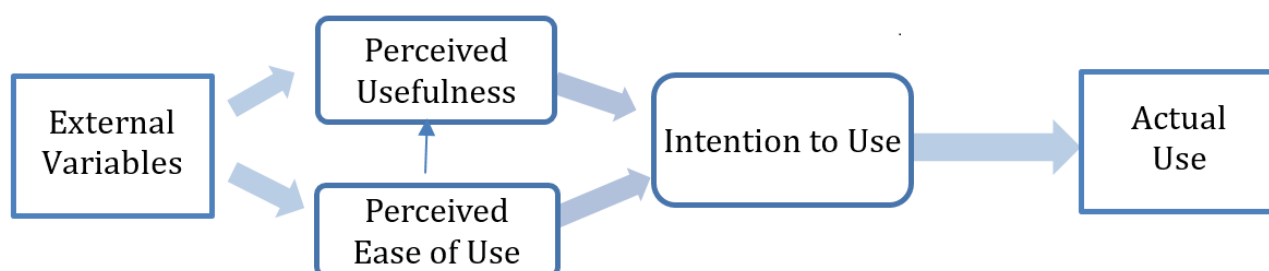 External
Variables
Perceived
Usefulness
Perceived
Ease of Use
Intention to Use
Actual
Use